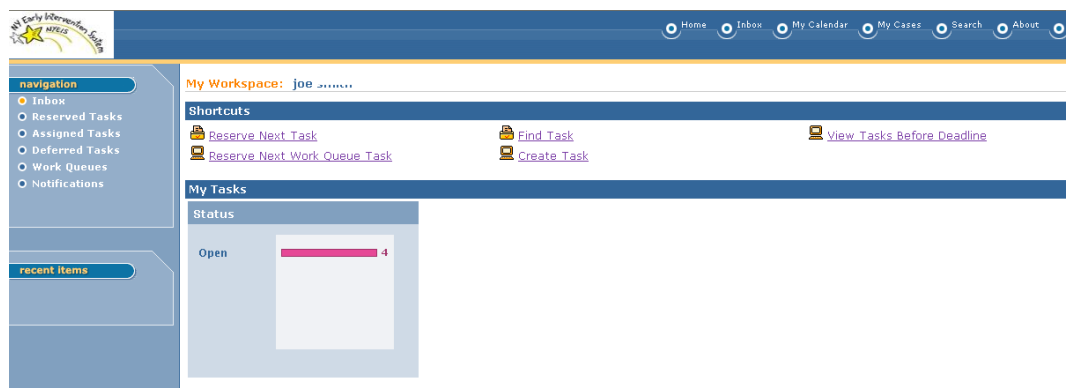 NY Early Intervention System
NYEIS
Home Inbox My Calendar My Cases Search About
navigation
Inbox
Reserved Tasks
Assigned Tasks
Deferred Tasks
Work Queues
Notifications
recent items
My Workspace: joe
Shortcuts
Reserve Next Task Find Task View Tasks Before Deadline
Reserve Next Work Queue Task Create Task
My Tasks
Status
Open 4